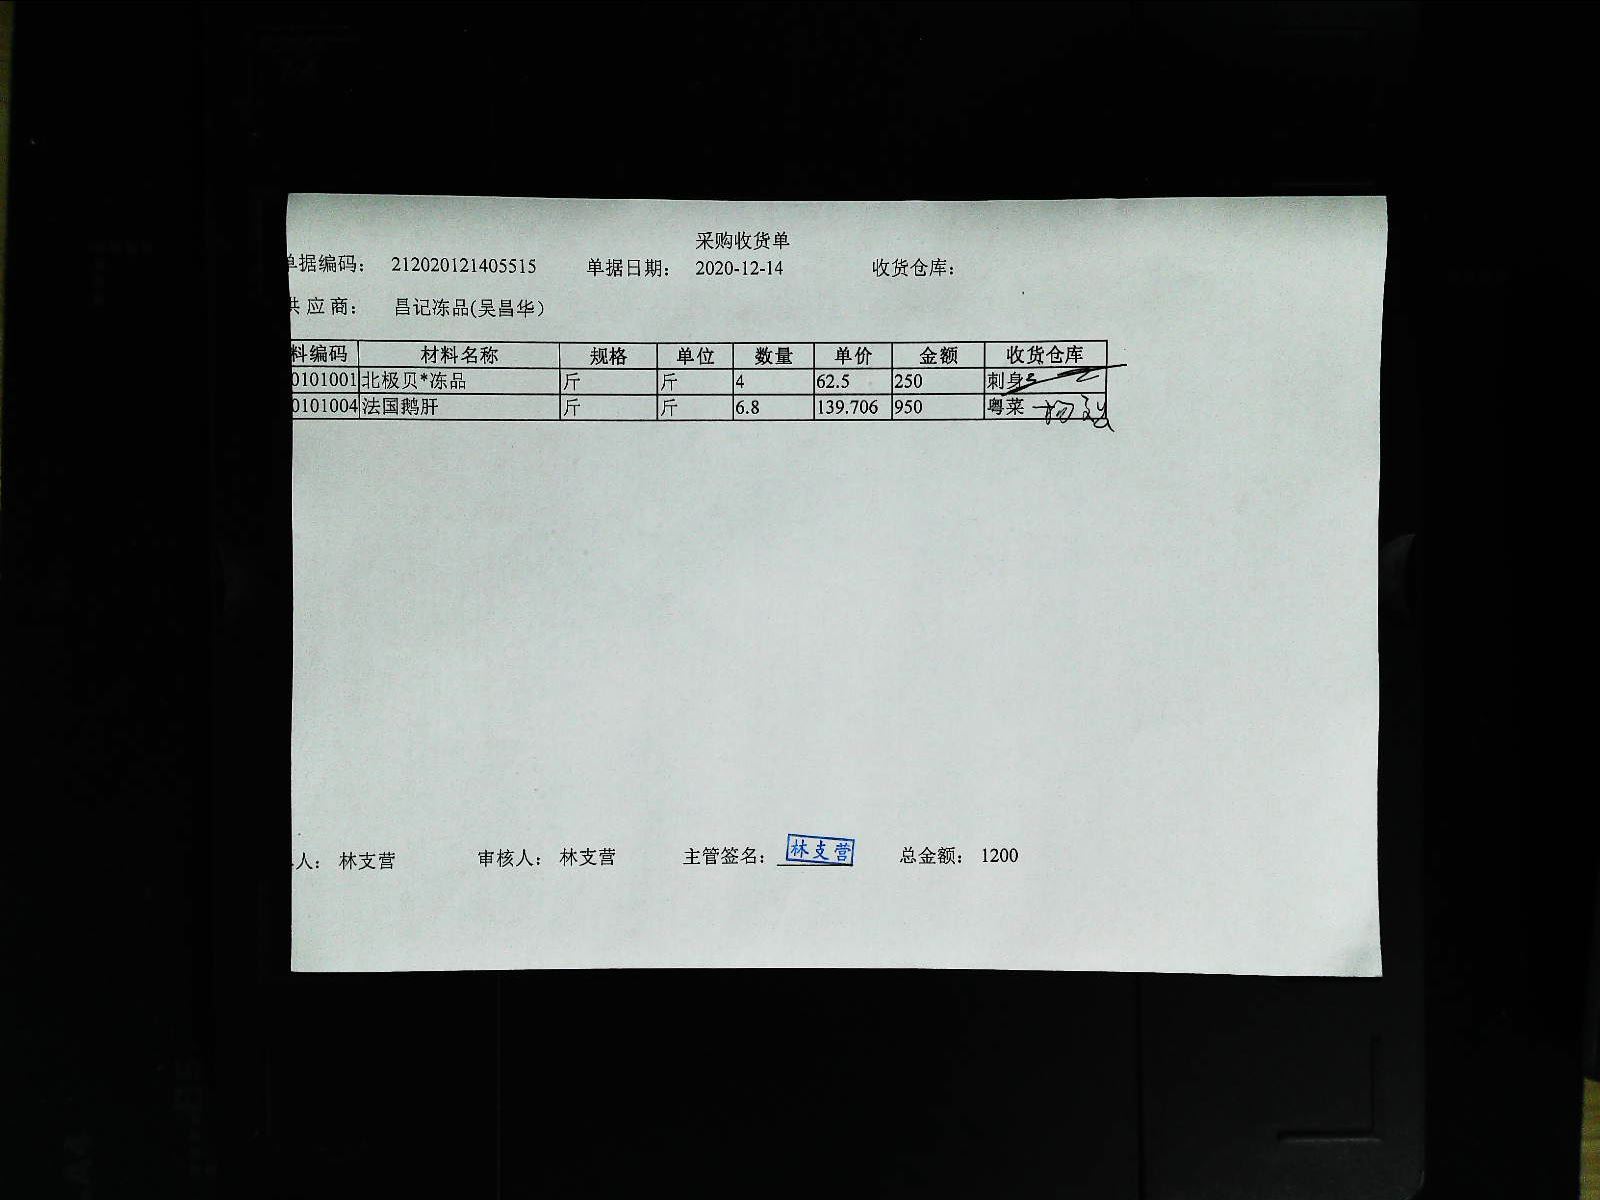 采购收货单
单据编码： 212020121405515 单据日期： 2020-12-14 收货仓库：
供 应 商： 昌记冻品(吴昌华）
料编码 材料名称 规格 单位 数量 单价 金额 收货仓库
0101001 北极贝*冻品 斤 斤 4 62.5 250 刺身
0101004 法国鹅肝 斤 斤 6.8 139.706 950 粤菜
人： 林支营 审核人： 林支营 主管签名： 林支营 总金额： 1200